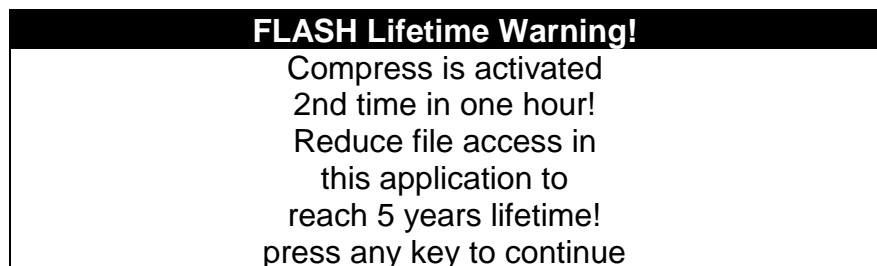 FLASH Lifetime Warning!
Compress is activated
2nd time in one hour!
Reduce file access in
this application to
reach 5 years lifetime!
press any key to continue